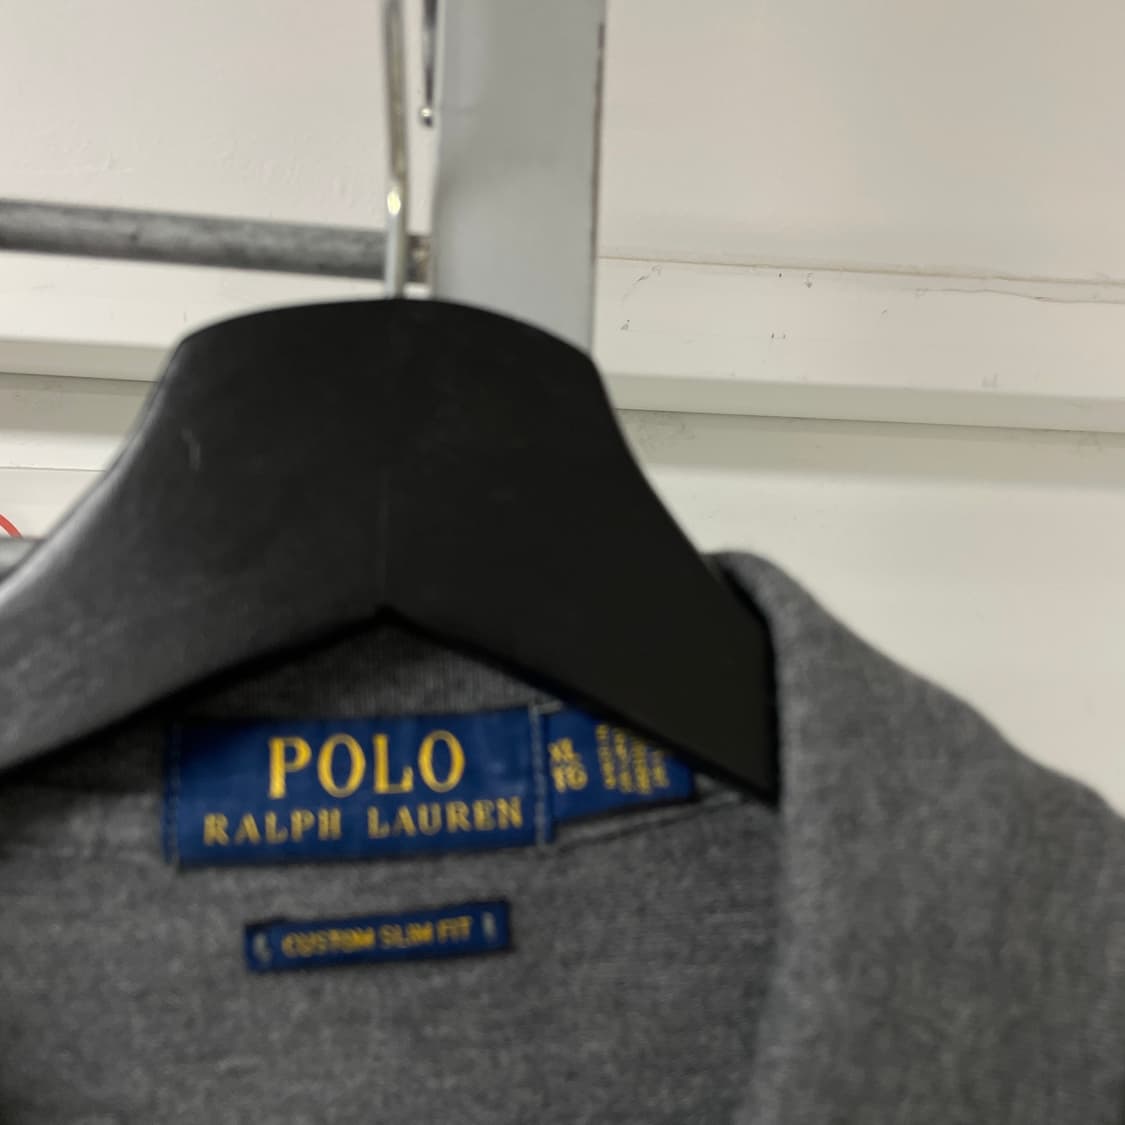 POLO
RALPH LAUREN
XL
TG
CUSTOM SLIM FIT